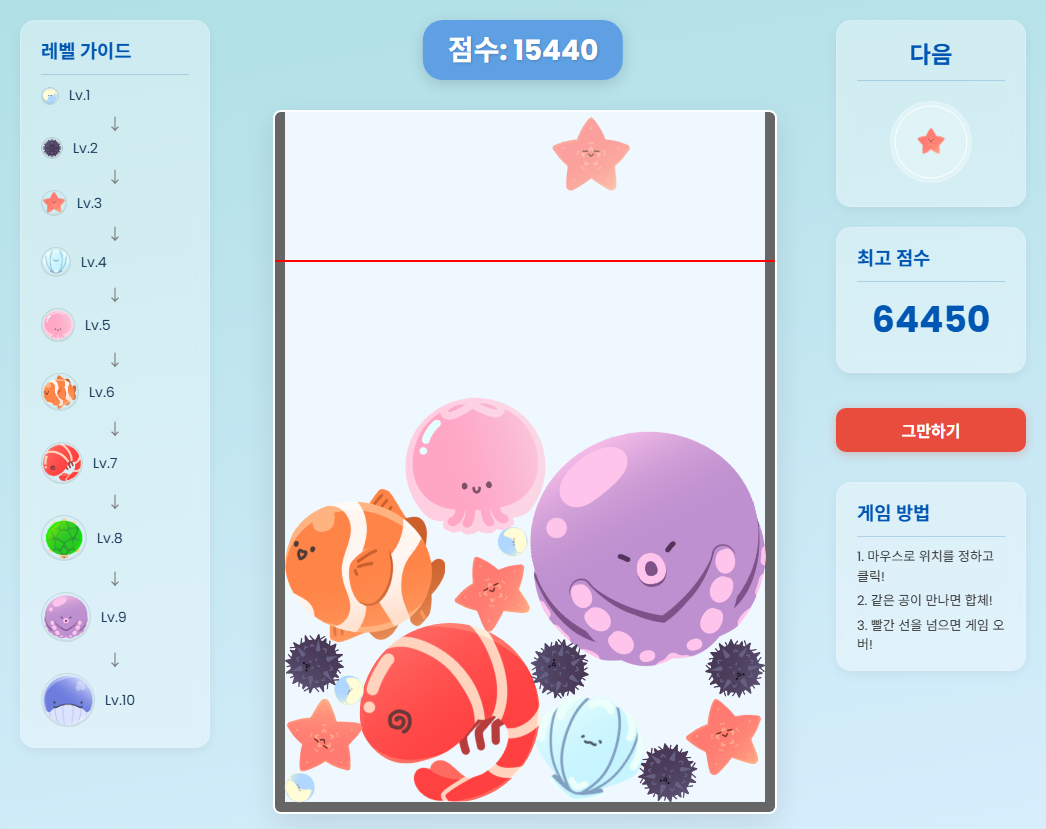 레벨 가이드
Lv.1
↓
Lv.2
↓
Lv.3
↓
Lv.4
↓
Lv.5
↓
Lv.6
↓
Lv.7
↓
Lv.8
↓
Lv.9
↓
Lv.10
점수: 15440
다음
최고 점수
64450
그만하기
게임 방법
1. 마우스로 위치를 정하고
클릭!
2. 같은 공이 만나면 합체!
3. 빨간 선을 넘으면 게임 오
버!